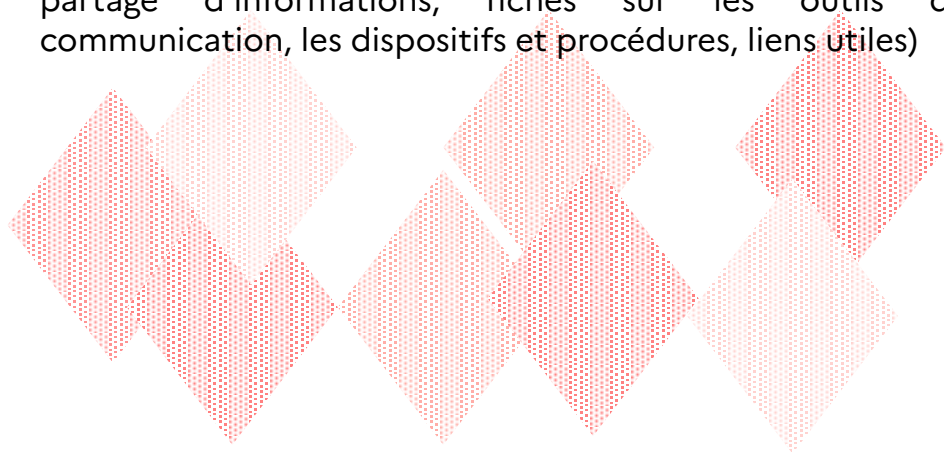 partage d'informations, fiches sur les outils
communication, les dispositifs et procédures, liens utiles)